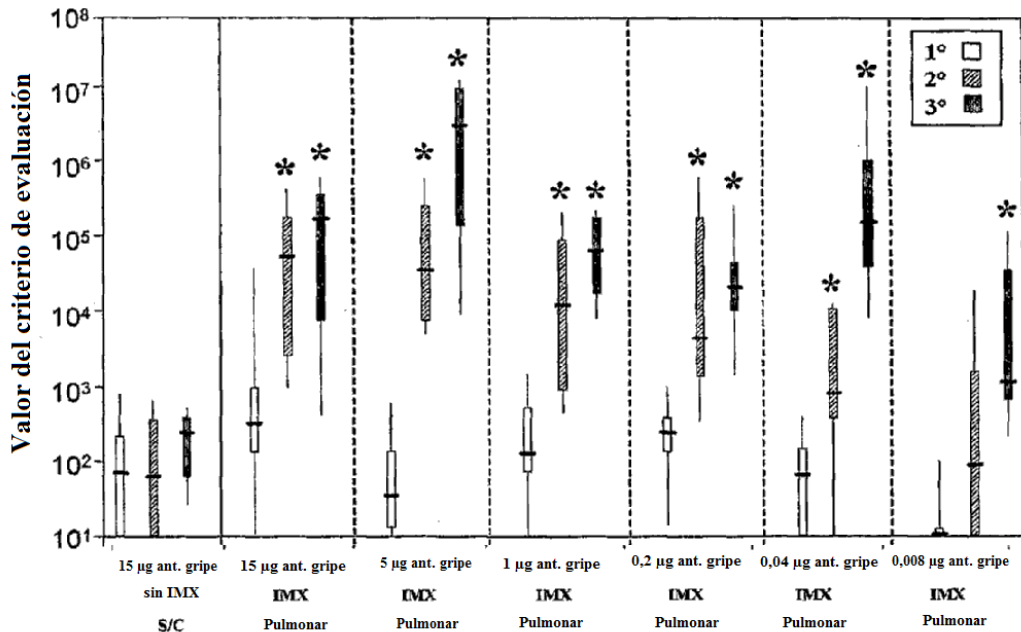 Valor del criterio de evaluación
10⁸
10⁷
10⁶
10⁵
10⁴
10³
10²
10¹
1°
2°
3°
* * * * * * * * * * *
15 µg ant. gripe sin IMX S/C
15 µg ant. gripe IMX Pulmonar
5 µg ant. gripe IMX Pulmonar
1 µg ant. gripe IMX Pulmonar
0,2 µg ant. gripe IMX Pulmonar
0,04 µg ant. gripe IMX Pulmonar
0,008 µg ant. gripe IMX Pulmonar